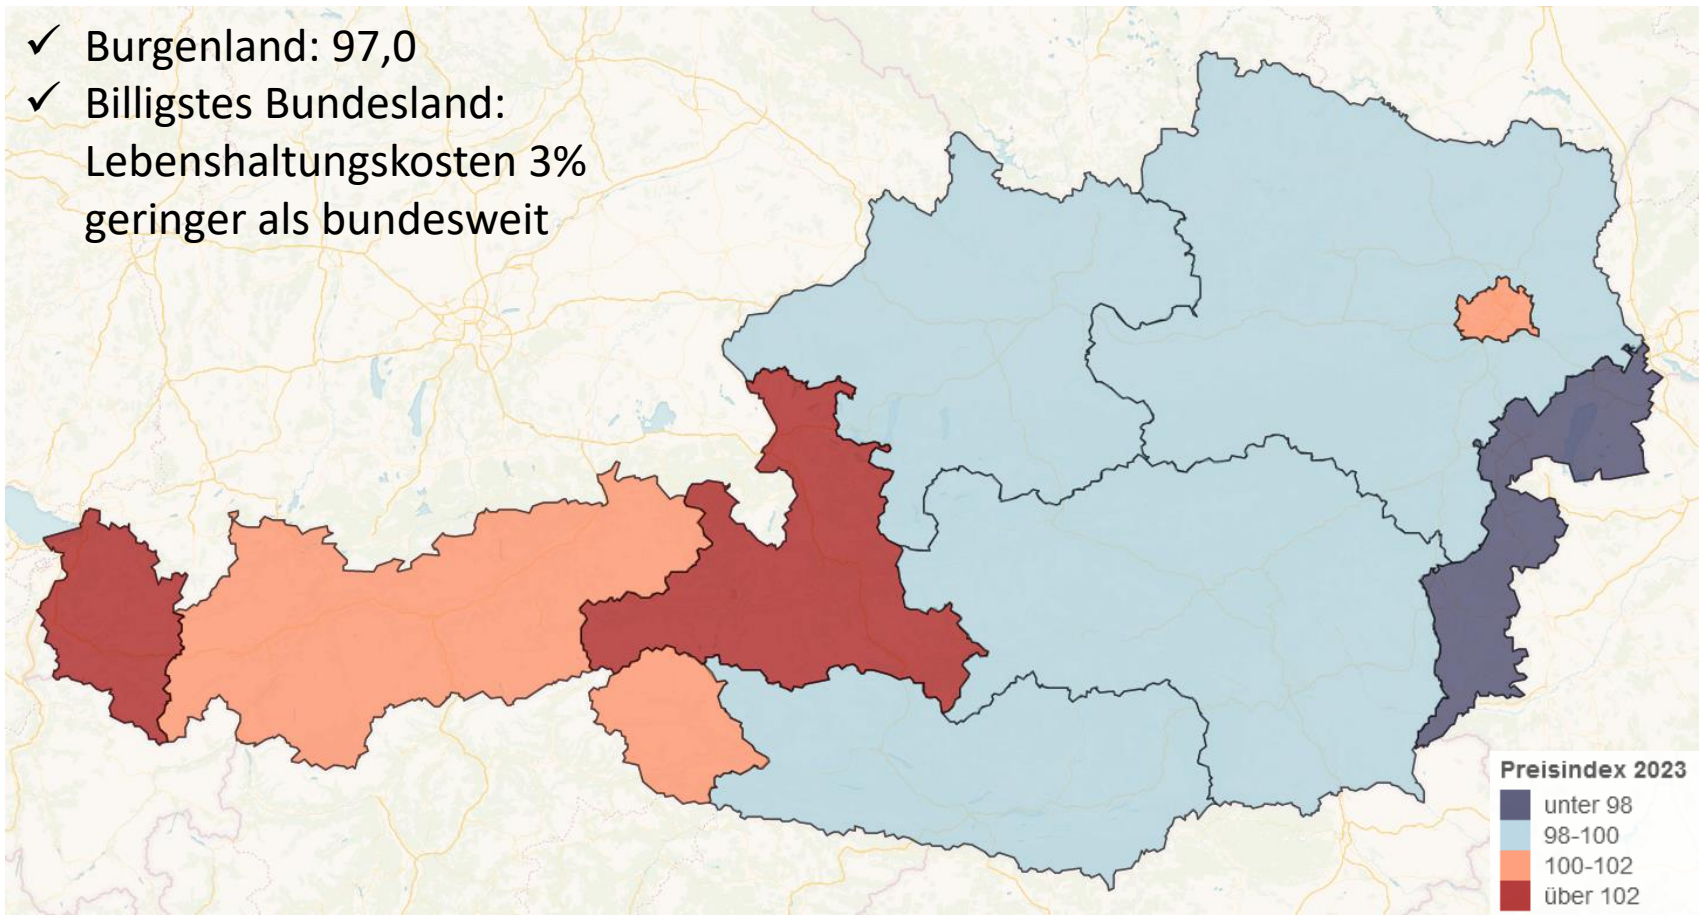 ✓ Burgenland: 97,0
✓ Billigstes Bundesland:
Lebenshaltungskosten 3%
geringer als bundesweit
Preisindex 2023
unter 98
98-100
100-102
über 102